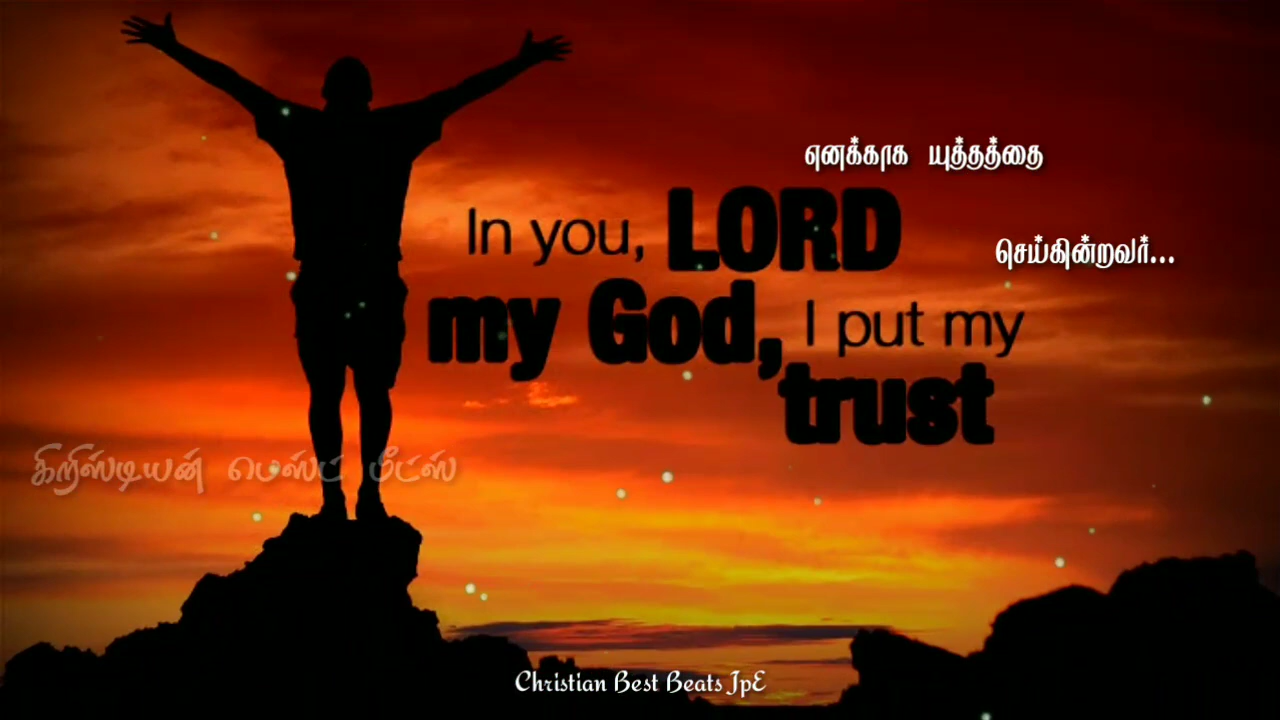 எனக்காக யுத்தத்தை
In you, LORD
செய்கின்றவர்...
my God, I put my
trust
கிறிஸ்டியன் பெஸ்ட் பீட்ஸ்
Christian Best Beats JpE